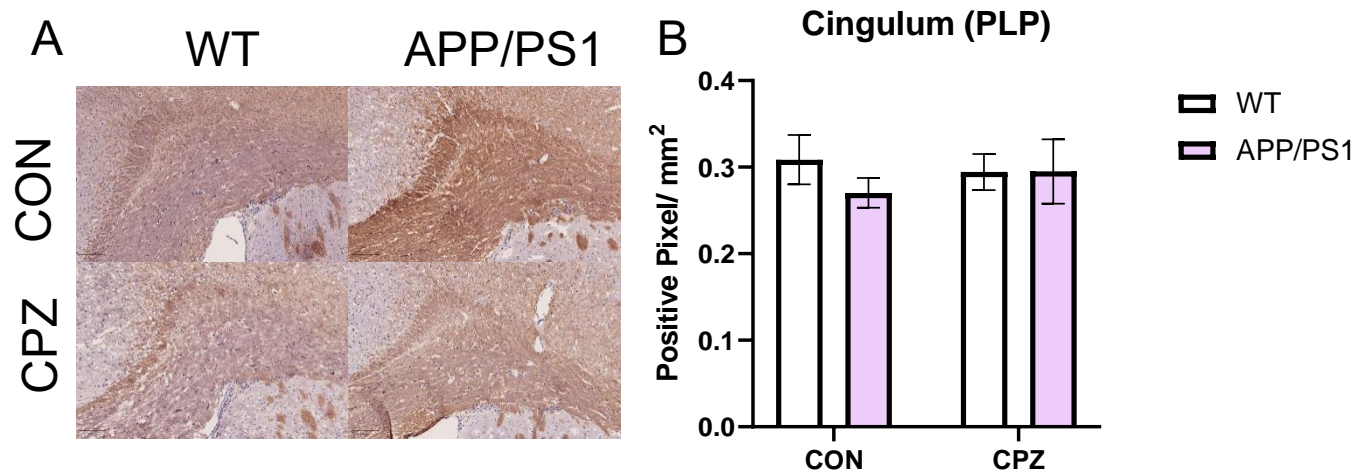 A
WT
APP/PS1
CON
CPZ
B
Cingulum (PLP)
Positive Pixel/ mm²
0.4
0.3
0.2
0.1
0.0
CON
CPZ
WT
APP/PS1